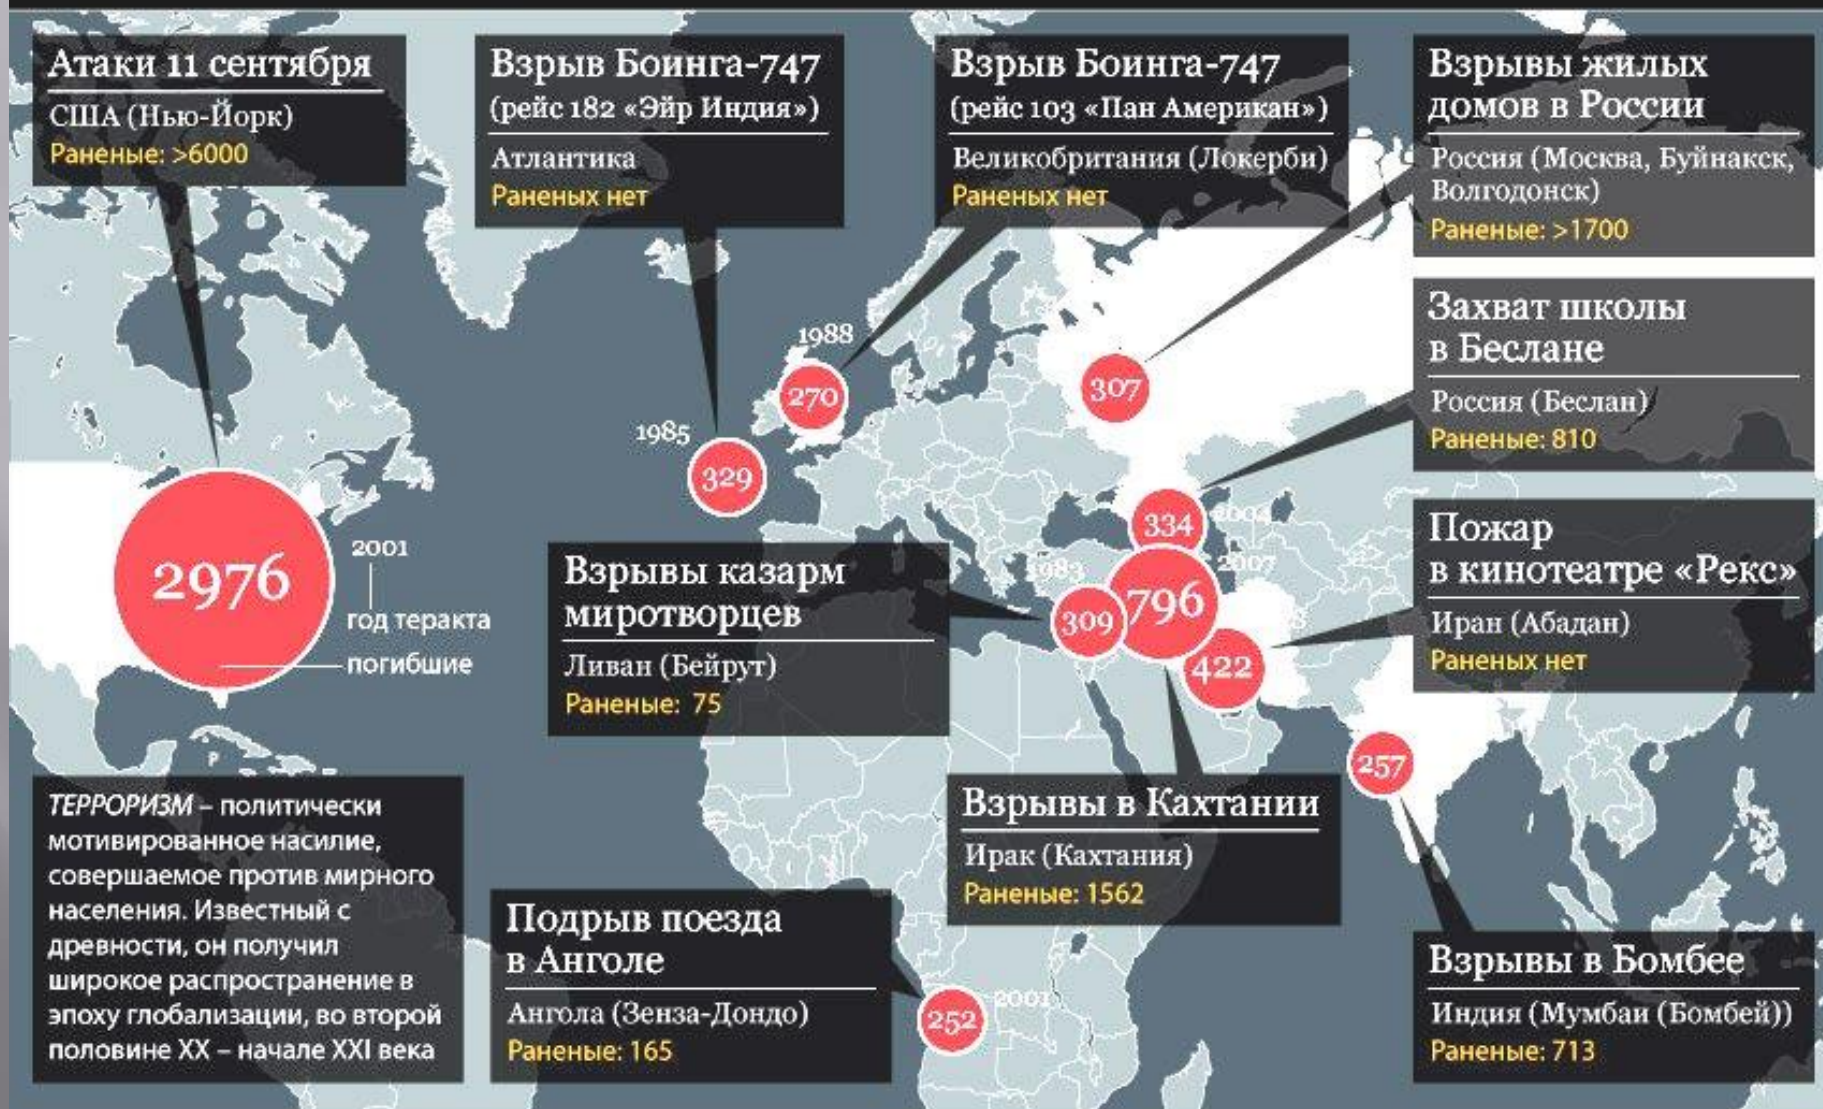 Атаки 11 сентября
США (Нью-Йорк)
Раненые: >6000
Взрыв Боинга-747
(рейс 182 «Эйр Индия»)
Атлантика
Раненых нет
Взрыв Боинга-747
(рейс 103 «Пан Американ»)
Великобритания (Локерби)
Раненых нет
Взрывы жилых
домов в России
Россия (Москва, Буйнакск,
Волгодонск)
Раненые: >1700
Захват школы
в Беслане
Россия (Беслан)
Раненые: 810
1988
270
307
1985
329
334
2004
2976
2001
год теракта
погибшие
Взрывы казарм
миротворцев
Ливан (Бейрут)
Раненые: 75
1983
309
796
2007
422
Пожар
в кинотеатре «Рекс»
Иран (Абадан)
Раненых нет
257
ТЕРРОРИЗМ – политически
мотивированное насилие,
совершаемое против мирного
населения. Известный с
древности, он получил
широкое распространение в
эпоху глобализации, во второй
половине XX – начале XXI века
Подрыв поезда
в Анголе
Ангола (Зенза-Дондо)
Раненые: 165
252
2001
Взрывы в Кахтании
Ирак (Кахтания)
Раненые: 1562
Взрывы в Бомбее
Индия (Мумбаи (Бомбей))
Раненые: 713